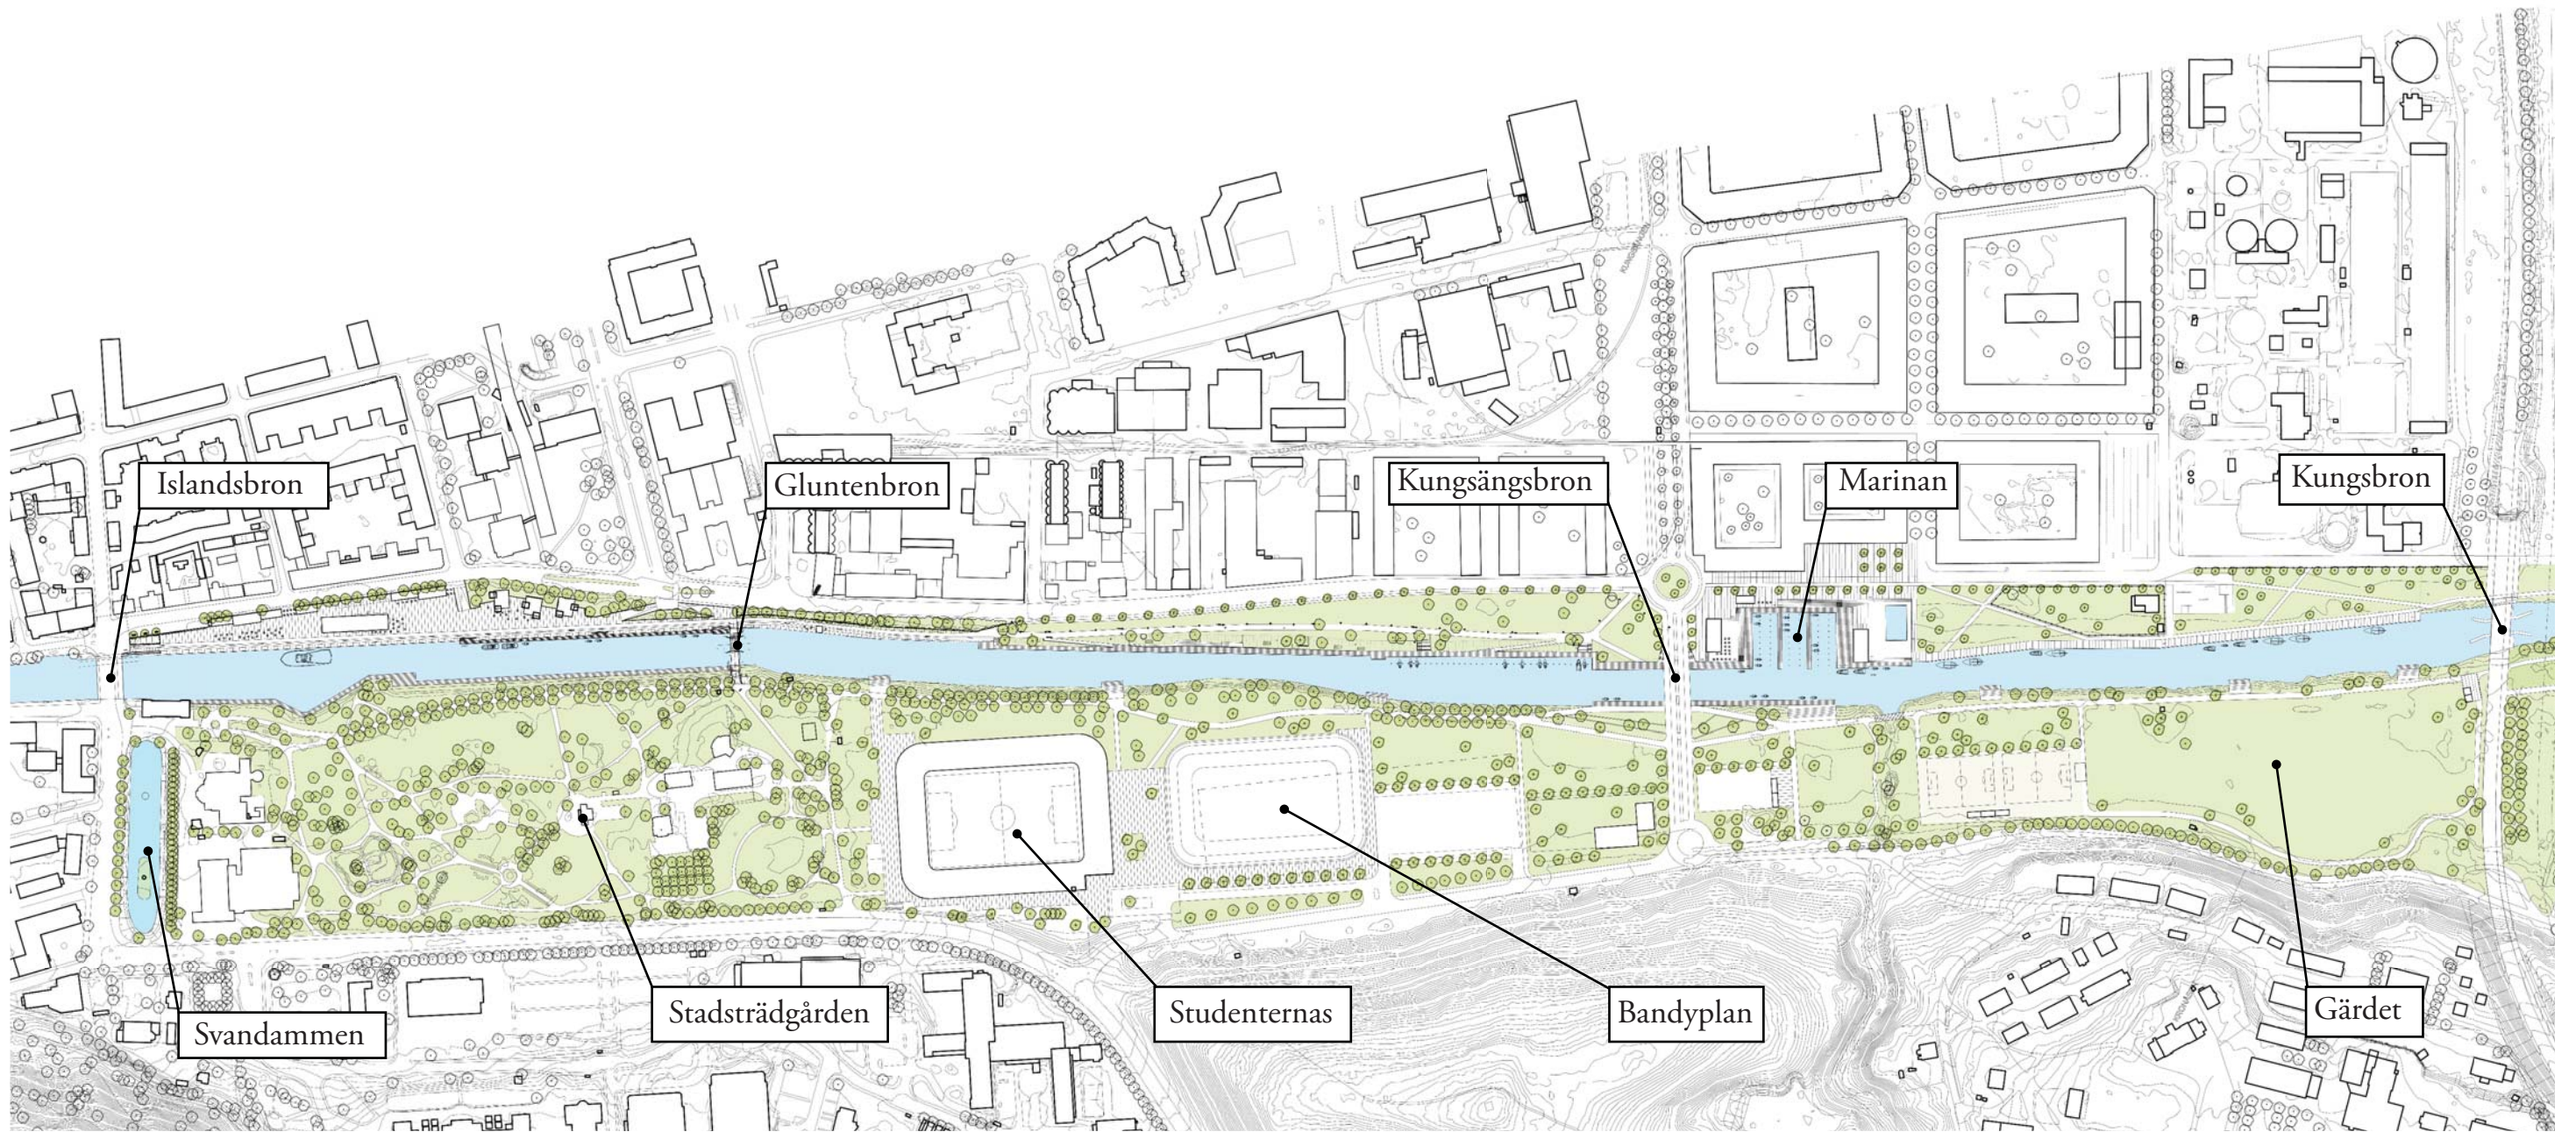 Islandsbron
Gluntenbron
Kungsängsbron
Marinan
Kungsbron
Svandammen
Stadsträdgården
Studenternas
Bandyplan
Gärdet